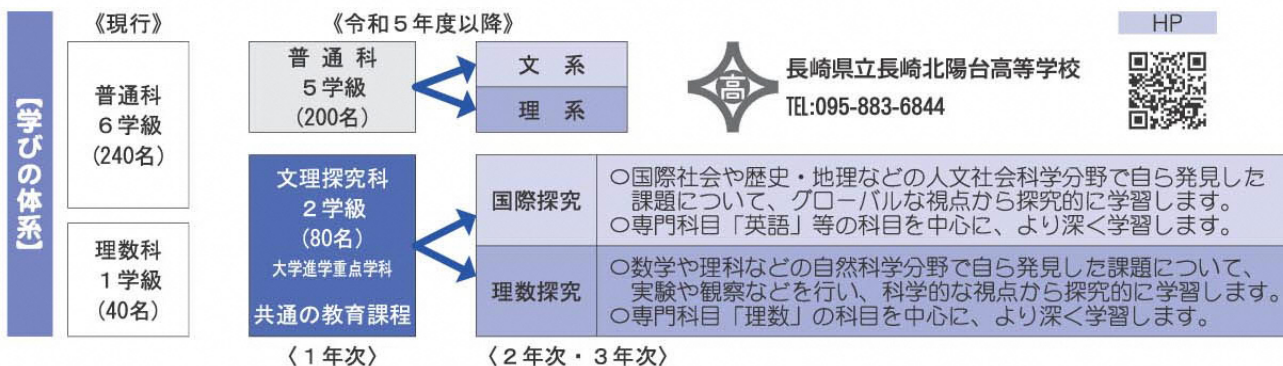 【学びの体系】
《現行》
普通科
6学級
(240名)
理数科
1学級
(40名)
《令和5年度以降》
普通科
5学級
(200名)
文系
理系
文理探究科
2学級
(80名)
大学進学重点学科
共通の教育課程
国際探究
○国際社会や歴史・地理などの人文社会科学分野で自ら発見した
課題について、グローバルな視点から探究的に学習します。
○専門科目「英語」等の科目を中心に、より深く学習します。
理数探究
○数学や理科などの自然科学分野で自ら発見した課題について、
実験や観察などを行い、科学的な視点から探究的に学習します。
○専門科目「理数」の科目を中心に、より深く学習します。
〈1年次〉
〈2年次・3年次〉
高
長崎県立長崎北陽台高等学校
TEL:095-883-6844
HP